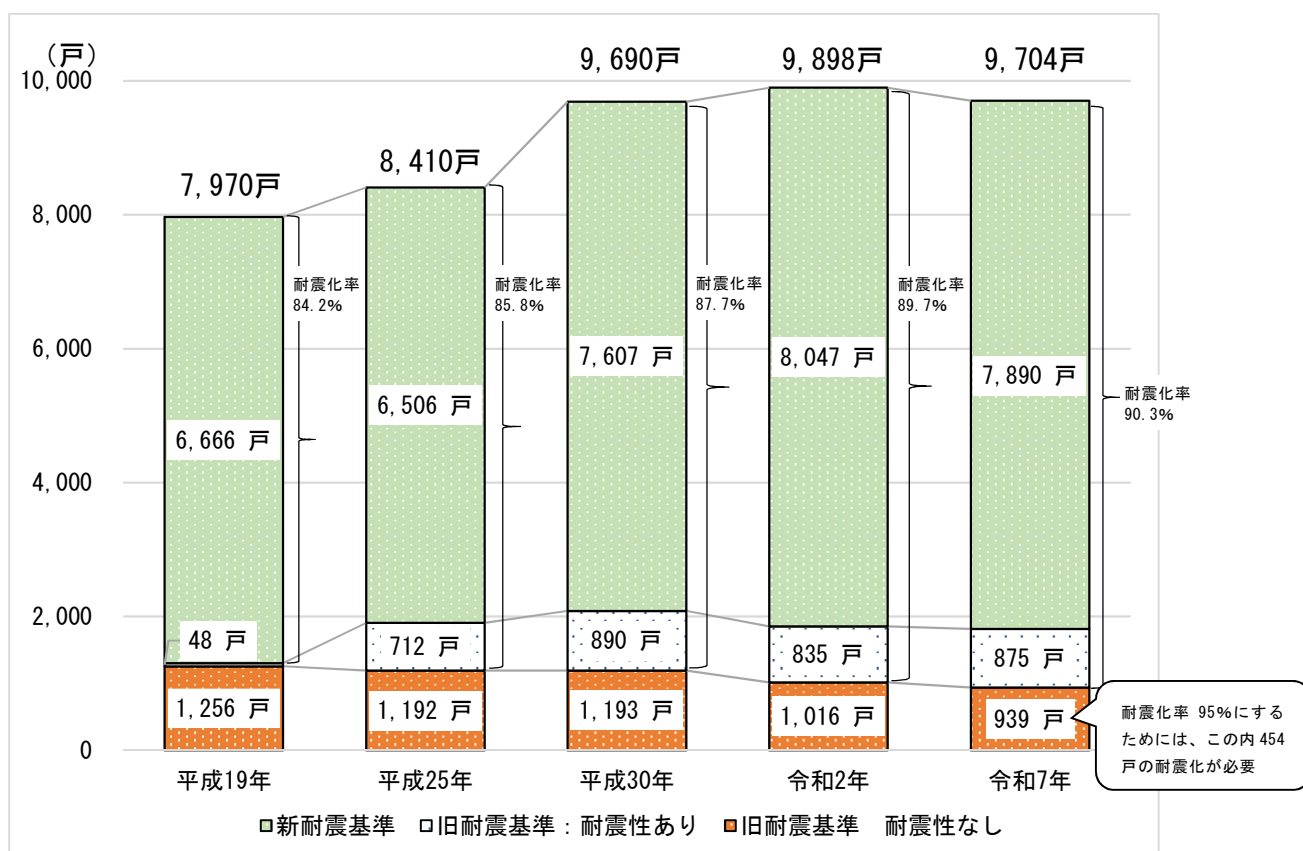 （戸）
10,000
8,000
6,000
4,000
2,000
0
7,970戸
8,410戸
9,690戸
9,898戸
9,704戸
耐震化率
84.2%
耐震化率
85.8%
耐震化率
87.7%
耐震化率
89.7%
耐震化率
90.3%
6,666 戸
6,506 戸
7,607 戸
8,047 戸
7,890 戸
48 戸
712 戸
890 戸
835 戸
875 戸
1,256 戸
1,192 戸
1,193 戸
1,016 戸
939 戸
耐震化率 95%にする
ためには、この内 454
戸の耐震化が必要
平成19年
平成25年
平成30年
令和2年
令和7年
新耐震基準
旧耐震基準：耐震性あり
旧耐震基準　耐震性なし